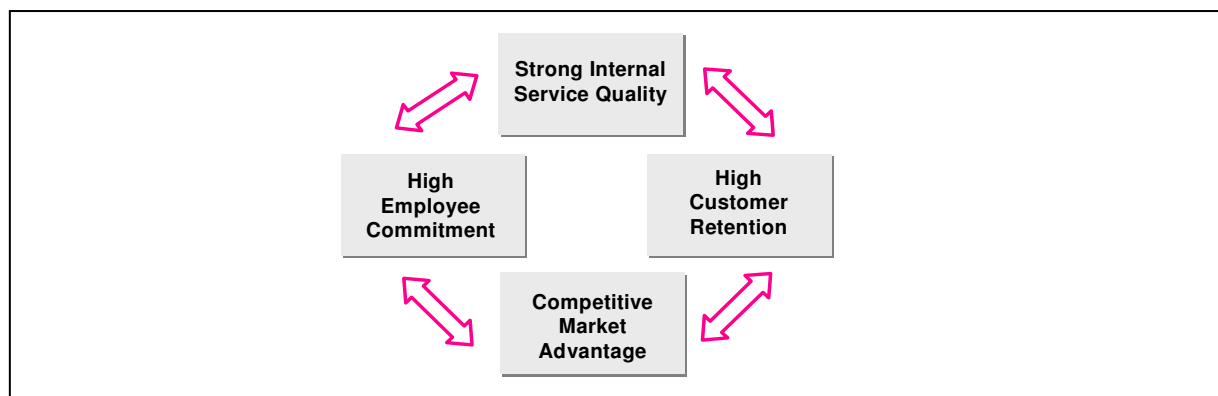 Strong Internal
Service Quality
High
Employee
Commitment
High
Customer
Retention
Competitive
Market
Advantage